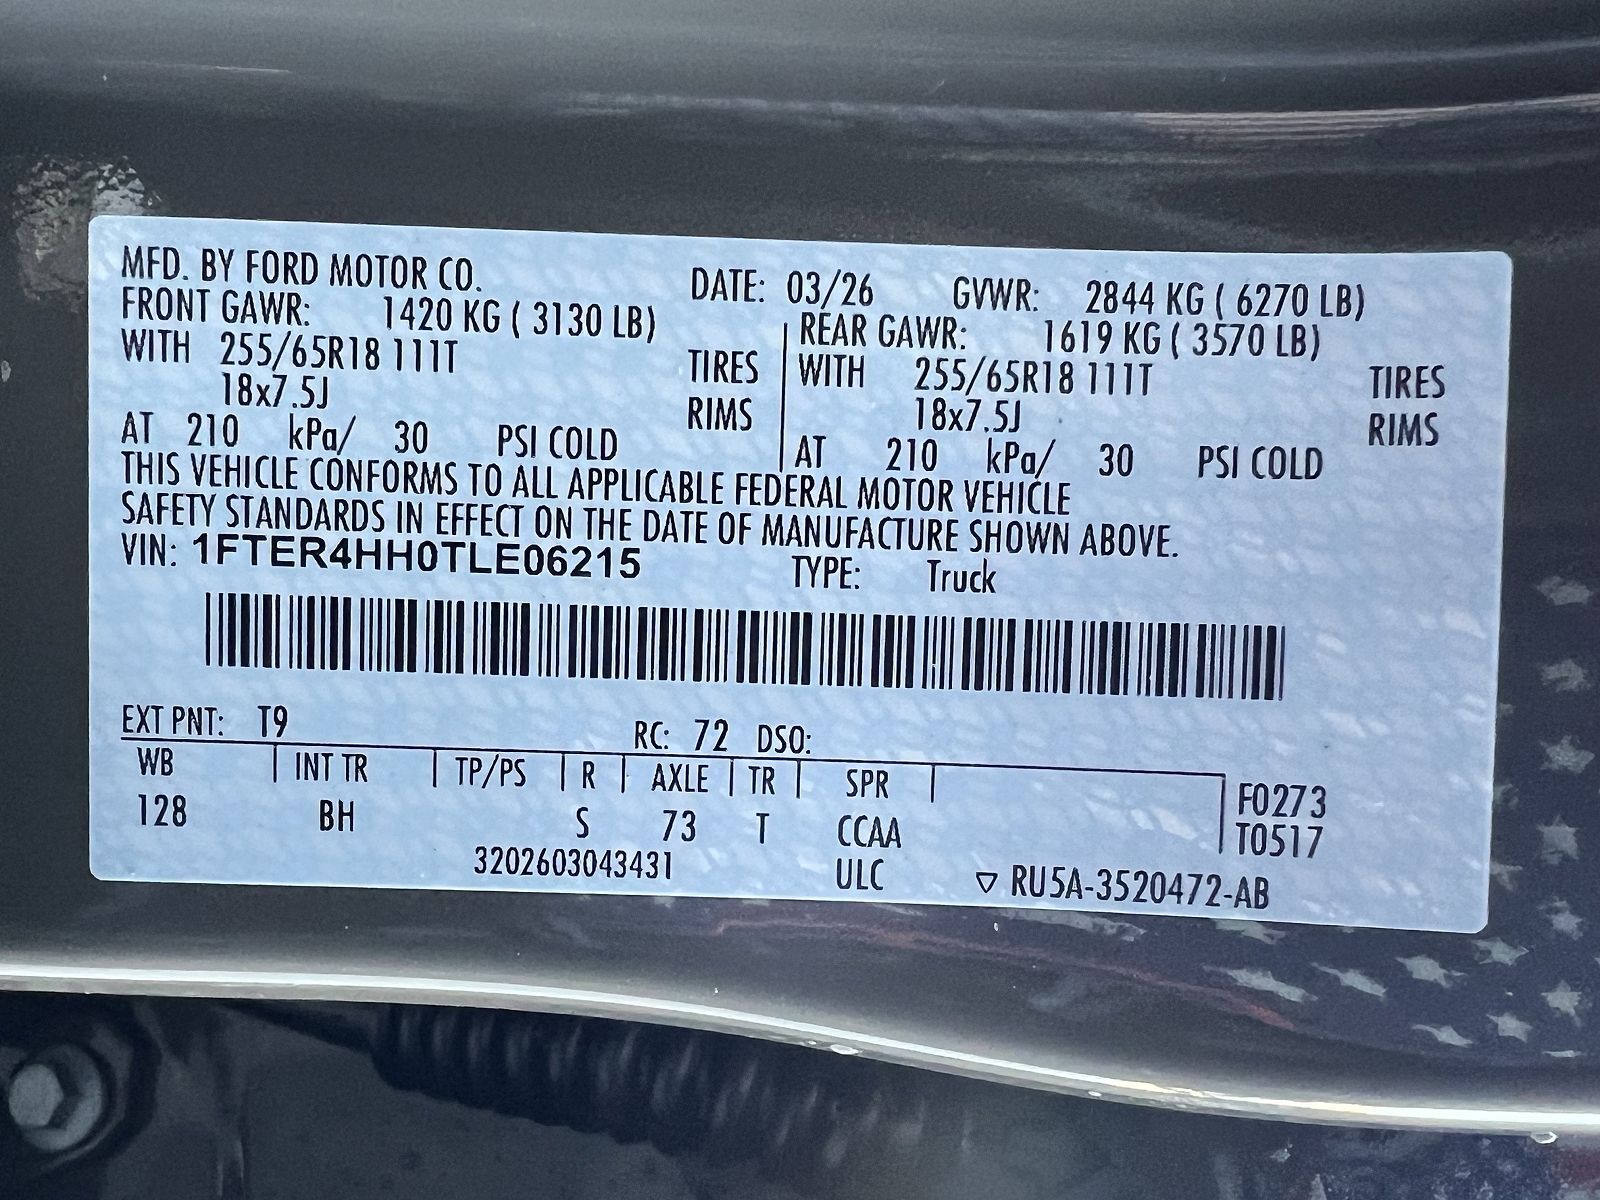 MFD. BY FORD MOTOR CO. DATE: 03/26 GVWR: 2844 KG ( 6270 LB)
FRONT GAWR: 1420 KG ( 3130 LB) REAR GAWR: 1619 KG ( 3570 LB)
WITH 255/65R18 111T TIRES WITH 255/65R18 111T TIRES
18x7.5J RIMS 18x7.5J RIMS
AT 210 kPa/ 30 PSI COLD AT 210 kPa/ 30 PSI COLD
THIS VEHICLE CONFORMS TO ALL APPLICABLE FEDERAL MOTOR VEHICLE
SAFETY STANDARDS IN EFFECT ON THE DATE OF MANUFACTURE SHOWN ABOVE.
VIN: 1FTER4HH0TLE06215 TYPE: Truck
EXT PNT: T9 RC: 72 DSO:
WB INT TR TP/PS R AXLE TR SPR F0273
128 BH S 73 T CCAA T0517
3202603043431 ULC ▽ RU5A-3520472-AB